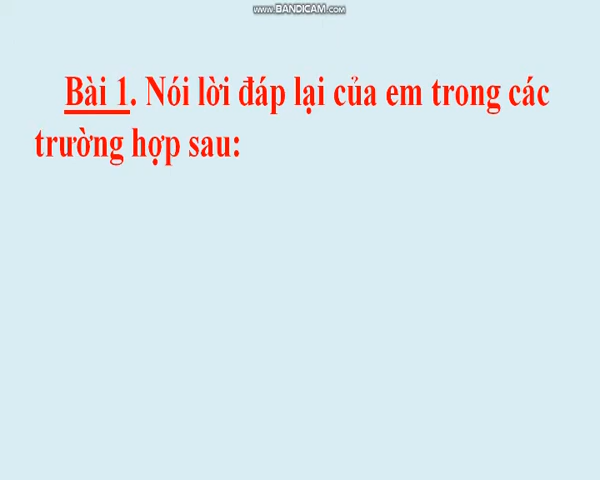 www.BANDICAM.com
Bài 1. Nói lời đáp lại của em trong các
trường hợp sau: